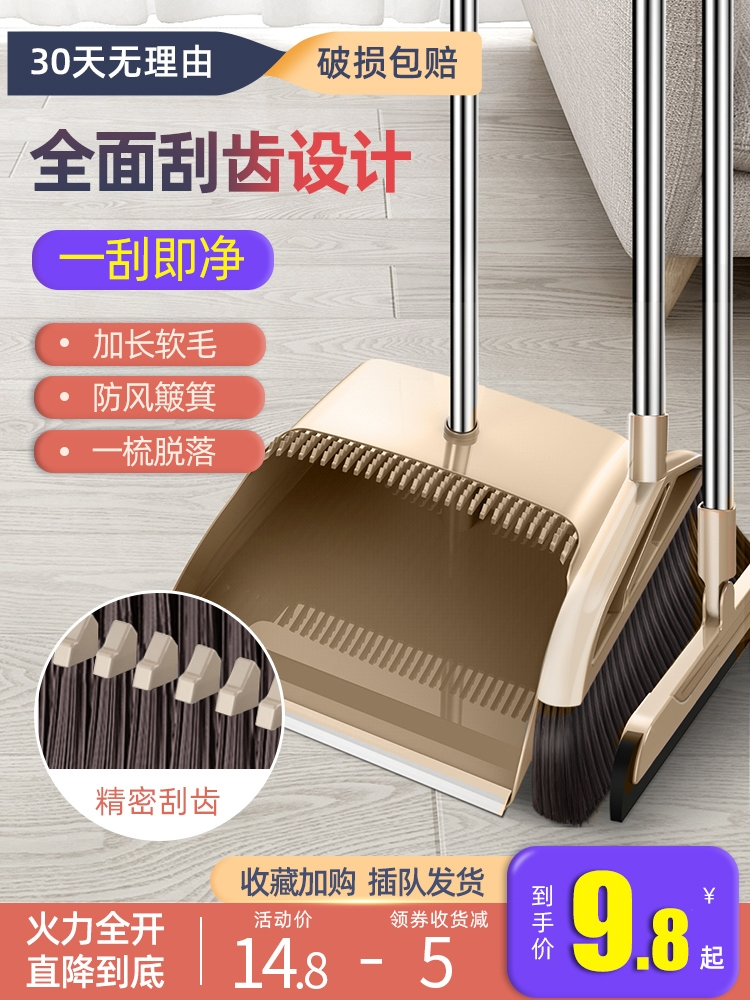 30天无理由
破损包赔
全面刮齿设计
一刮即净
• 加长软毛
• 防风簸箕
• 一梳脱落
精密刮齿
收藏加购 插队发货
火力全开
直降到底
活动价
14.8
-
领券收货减
5
到手价
9.8
¥
起